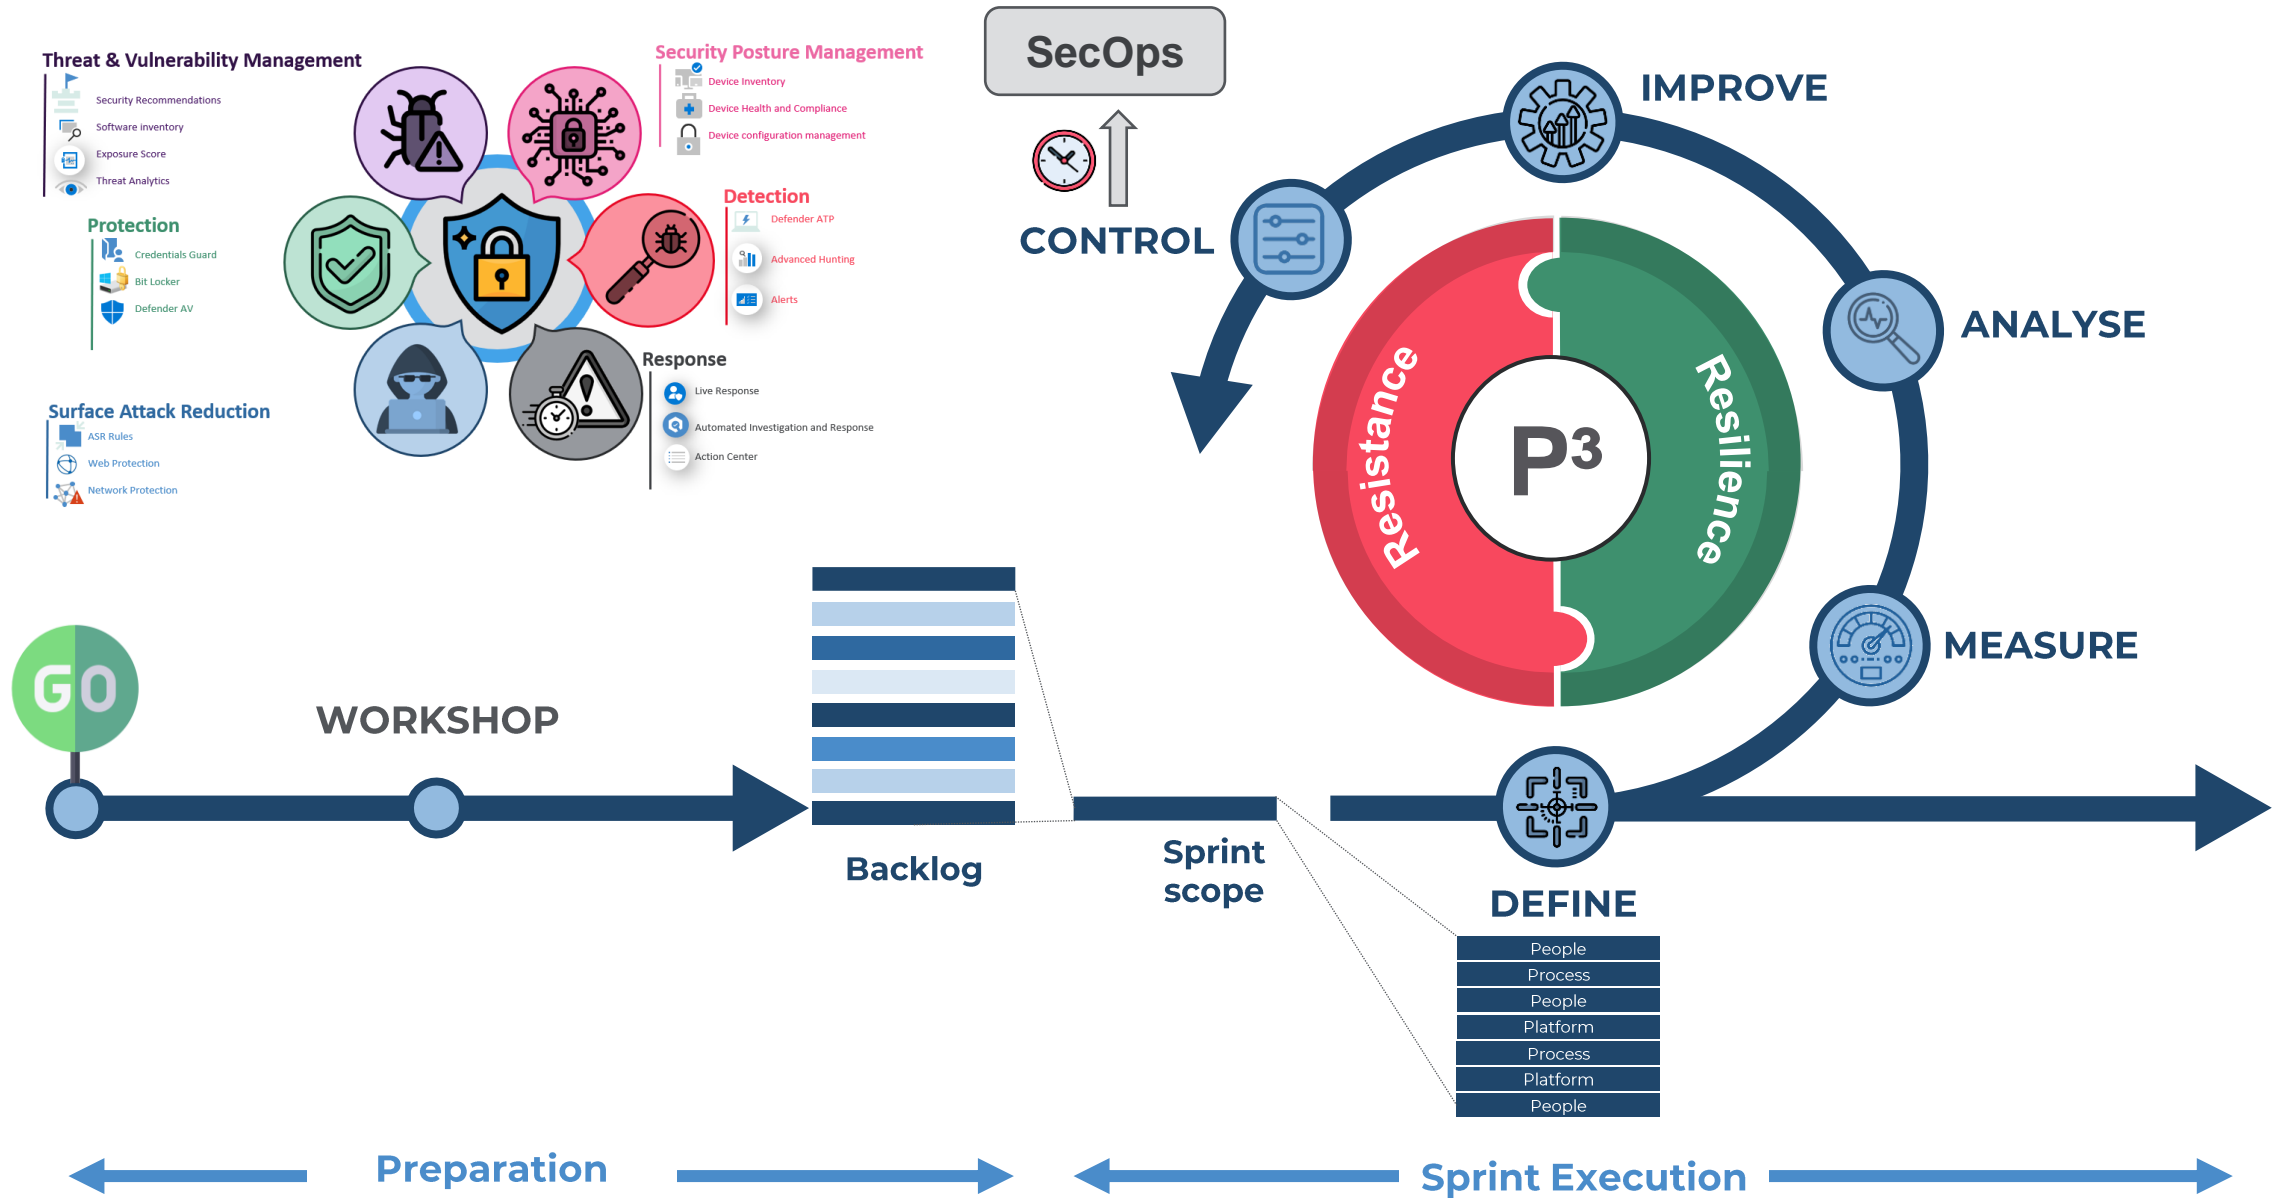 Threat & Vulnerability Management
Security Recommendations
Software inventory
Exposure Score
Threat Analytics
Protection
Credentials Guard
Bit Locker
Defender AV
Surface Attack Reduction
ASR Rules
Web Protection
Network Protection
Security Posture Management
Device Inventory
Device Health and Compliance
Device configuration management
Detection
Defender ATP
Advanced Hunting
Alerts
Response
Live Response
Automated Investigation and Response
Action Center
SecOps
CONTROL
IMPROVE
ANALYSE
MEASURE
Resistance
P³
Resilience
GO
WORKSHOP
Backlog
Sprint
scope
DEFINE
People
Process
People
Platform
Process
Platform
People
Preparation
Sprint Execution